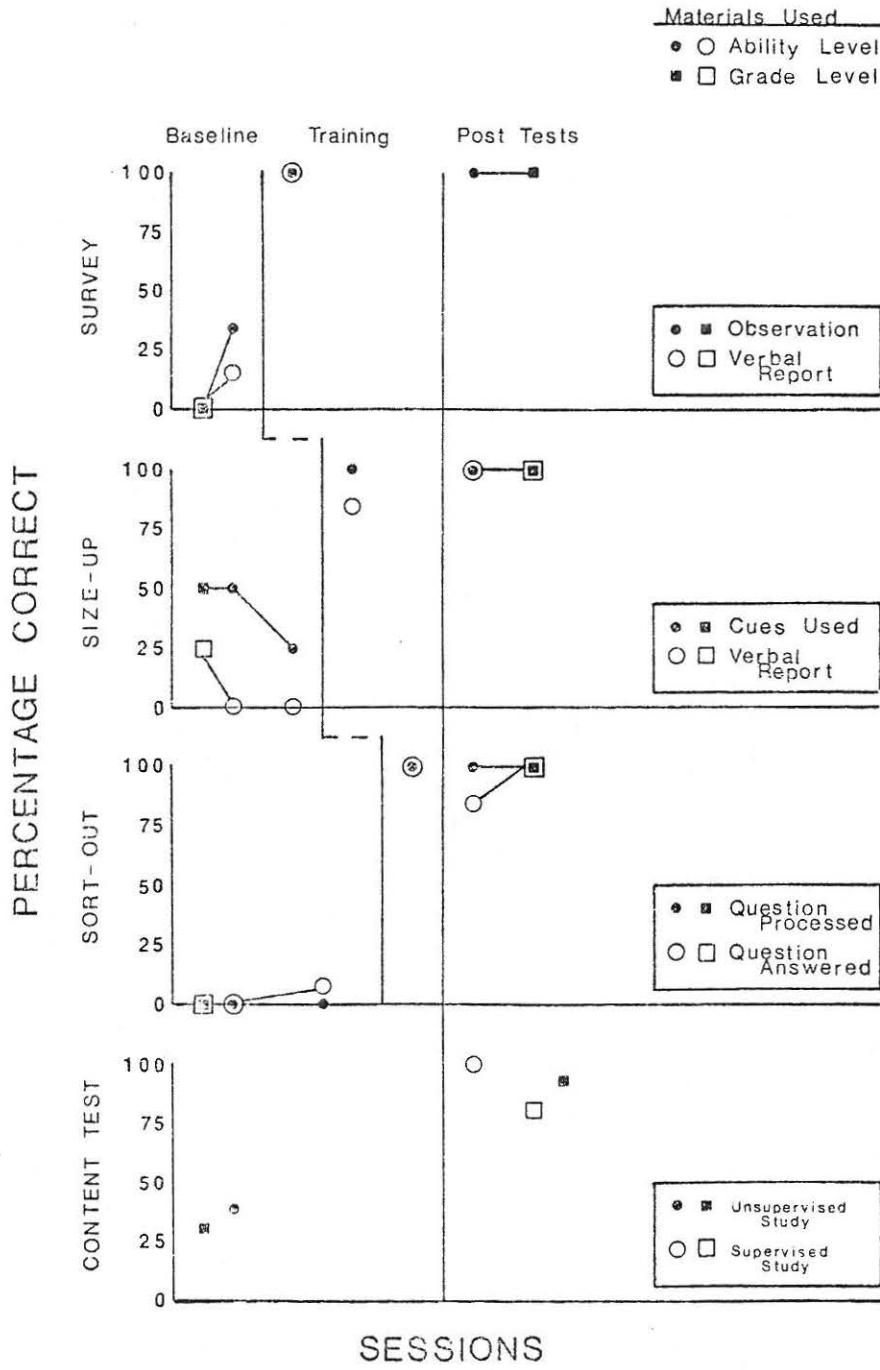 Materials Used
Ability Level
Grade Level
Baseline Training Post Tests
PERCENTAGE CORRECT
SURVEY
100
75
50
25
0
Observation
Verbal
Report
SIZE-UP
100
75
50
25
0
Cues Used
Verbal
Report
SORT-OUT
100
75
50
25
0
Question
Processed
Question
Answered
CONTENT TEST
100
75
50
25
0
Unsupervised
Study
Supervised
Study
SESSIONS